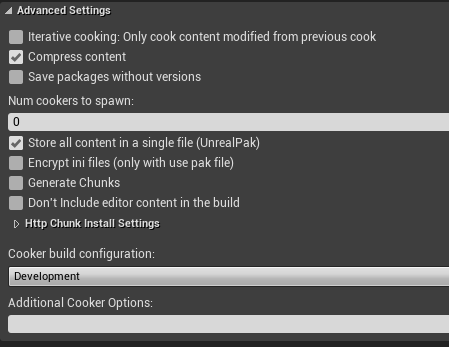 Advanced Settings
Iterative cooking: Only cook content modified from previous cook
Compress content
Save packages without versions
Num cookers to spawn:
0
Store all content in a single file (UnrealPak)
Encrypt ini files (only with use pak file)
Generate Chunks
Don't Include editor content in the build
Http Chunk Install Settings
Cooker build configuration:
Development
Additional Cooker Options: